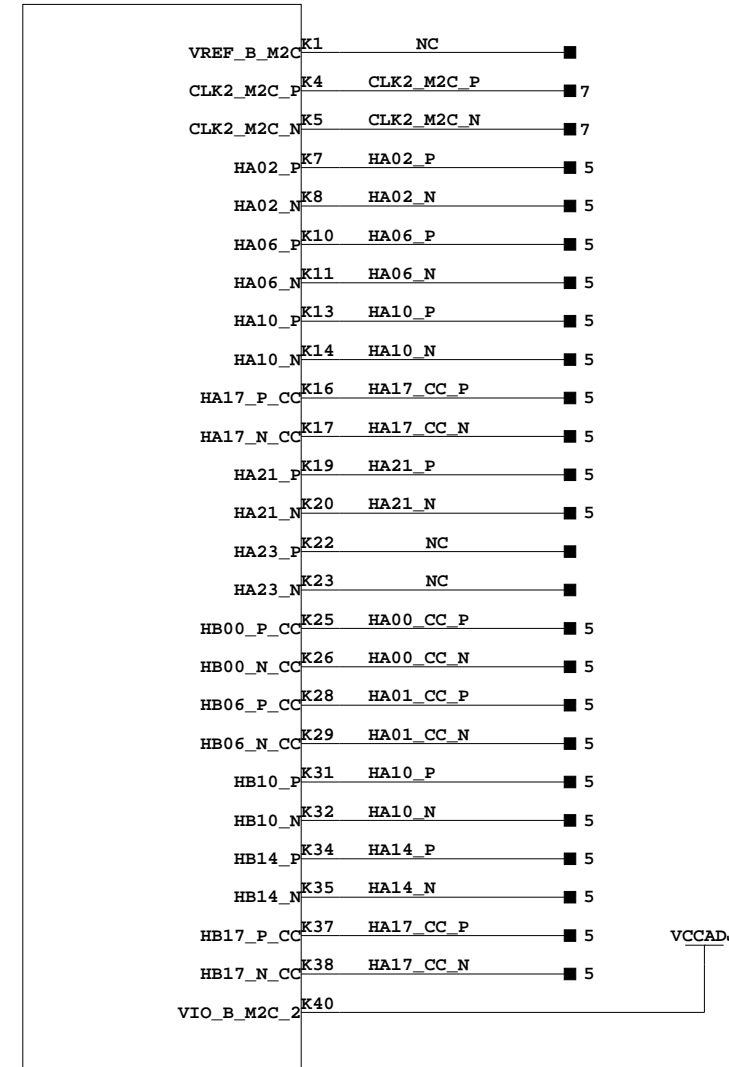 VREF_B_M2C K1 NC
CLK2_M2C_P K4 CLK2_M2C_P 7
CLK2_M2C_N K5 CLK2_M2C_N 7
HA02_P K7 HA02_P 5
HA02_N K8 HA02_N 5
HA06_P K10 HA06_P 5
HA06_N K11 HA06_N 5
HA10_P K13 HA10_P 5
HA10_N K14 HA10_N 5
HA17_P_CC K16 HA17_CC_P 5
HA17_N_CC K17 HA17_CC_N 5
HA21_P K19 HA21_P 5
HA21_N K20 HA21_N 5
HA23_P K22 NC
HA23_N K23 NC
HB00_P_CC K25 HA00_CC_P 5
HB00_N_CC K26 HA00_CC_N 5
HB06_P_CC K28 HA01_CC_P 5
HB06_N_CC K29 HA01_CC_N 5
HB10_P K31 HA10_P 5
HB10_N K32 HA10_N 5
HB14_P K34 HA14_P 5
HB14_N K35 HA14_N 5
HB17_P_CC K37 HA17_CC_P 5 VCCAD
HB17_N_CC K38 HA17_CC_N 5
VIO_B_M2C_2 K40